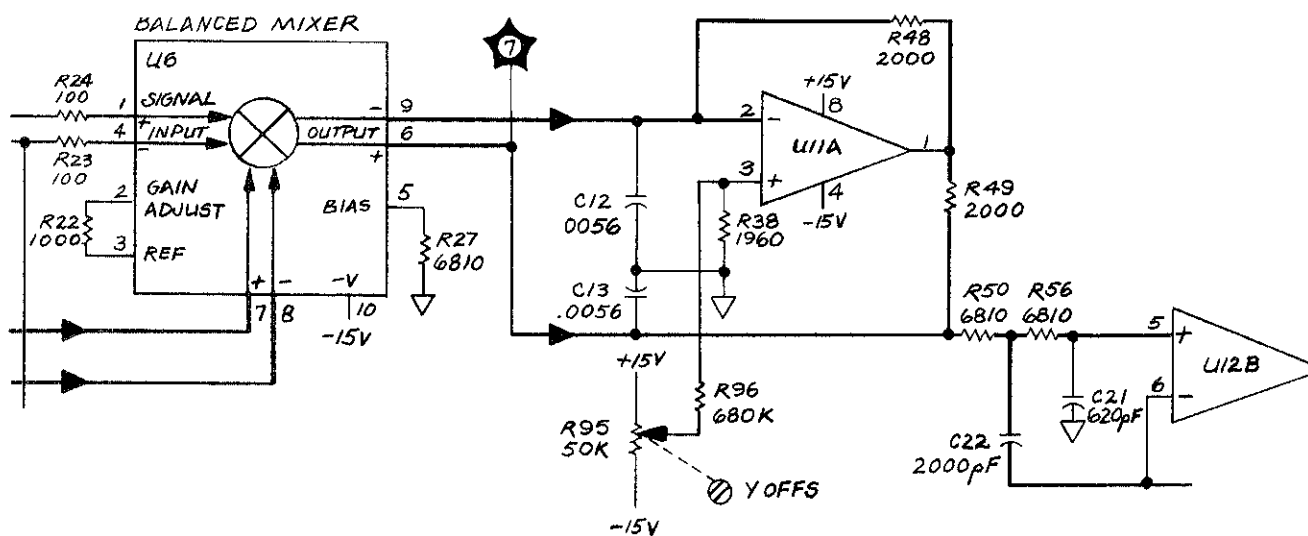 BALANCED MIXER
U6
R24
100
1
SIGNAL
+
4
INPUT
-
R23
100
OUTPUT
-
9
6
+
2
GAIN
ADJUST
R22
1000
3
REF
BIAS
5
R27
6810
+ -
7 8
-V
10
-15V
7
R48
2000
+15V
8
2
-
U11A
1
3
+
4
-15V
C12
.0056
R38
1960
R49
2000
C13
.0056
R50
6810
R56
6810
5
+
U12B
6
-
C21
620pF
C22
2000pF
+15V
R96
680K
R95
50K
Y OFFS
-15V